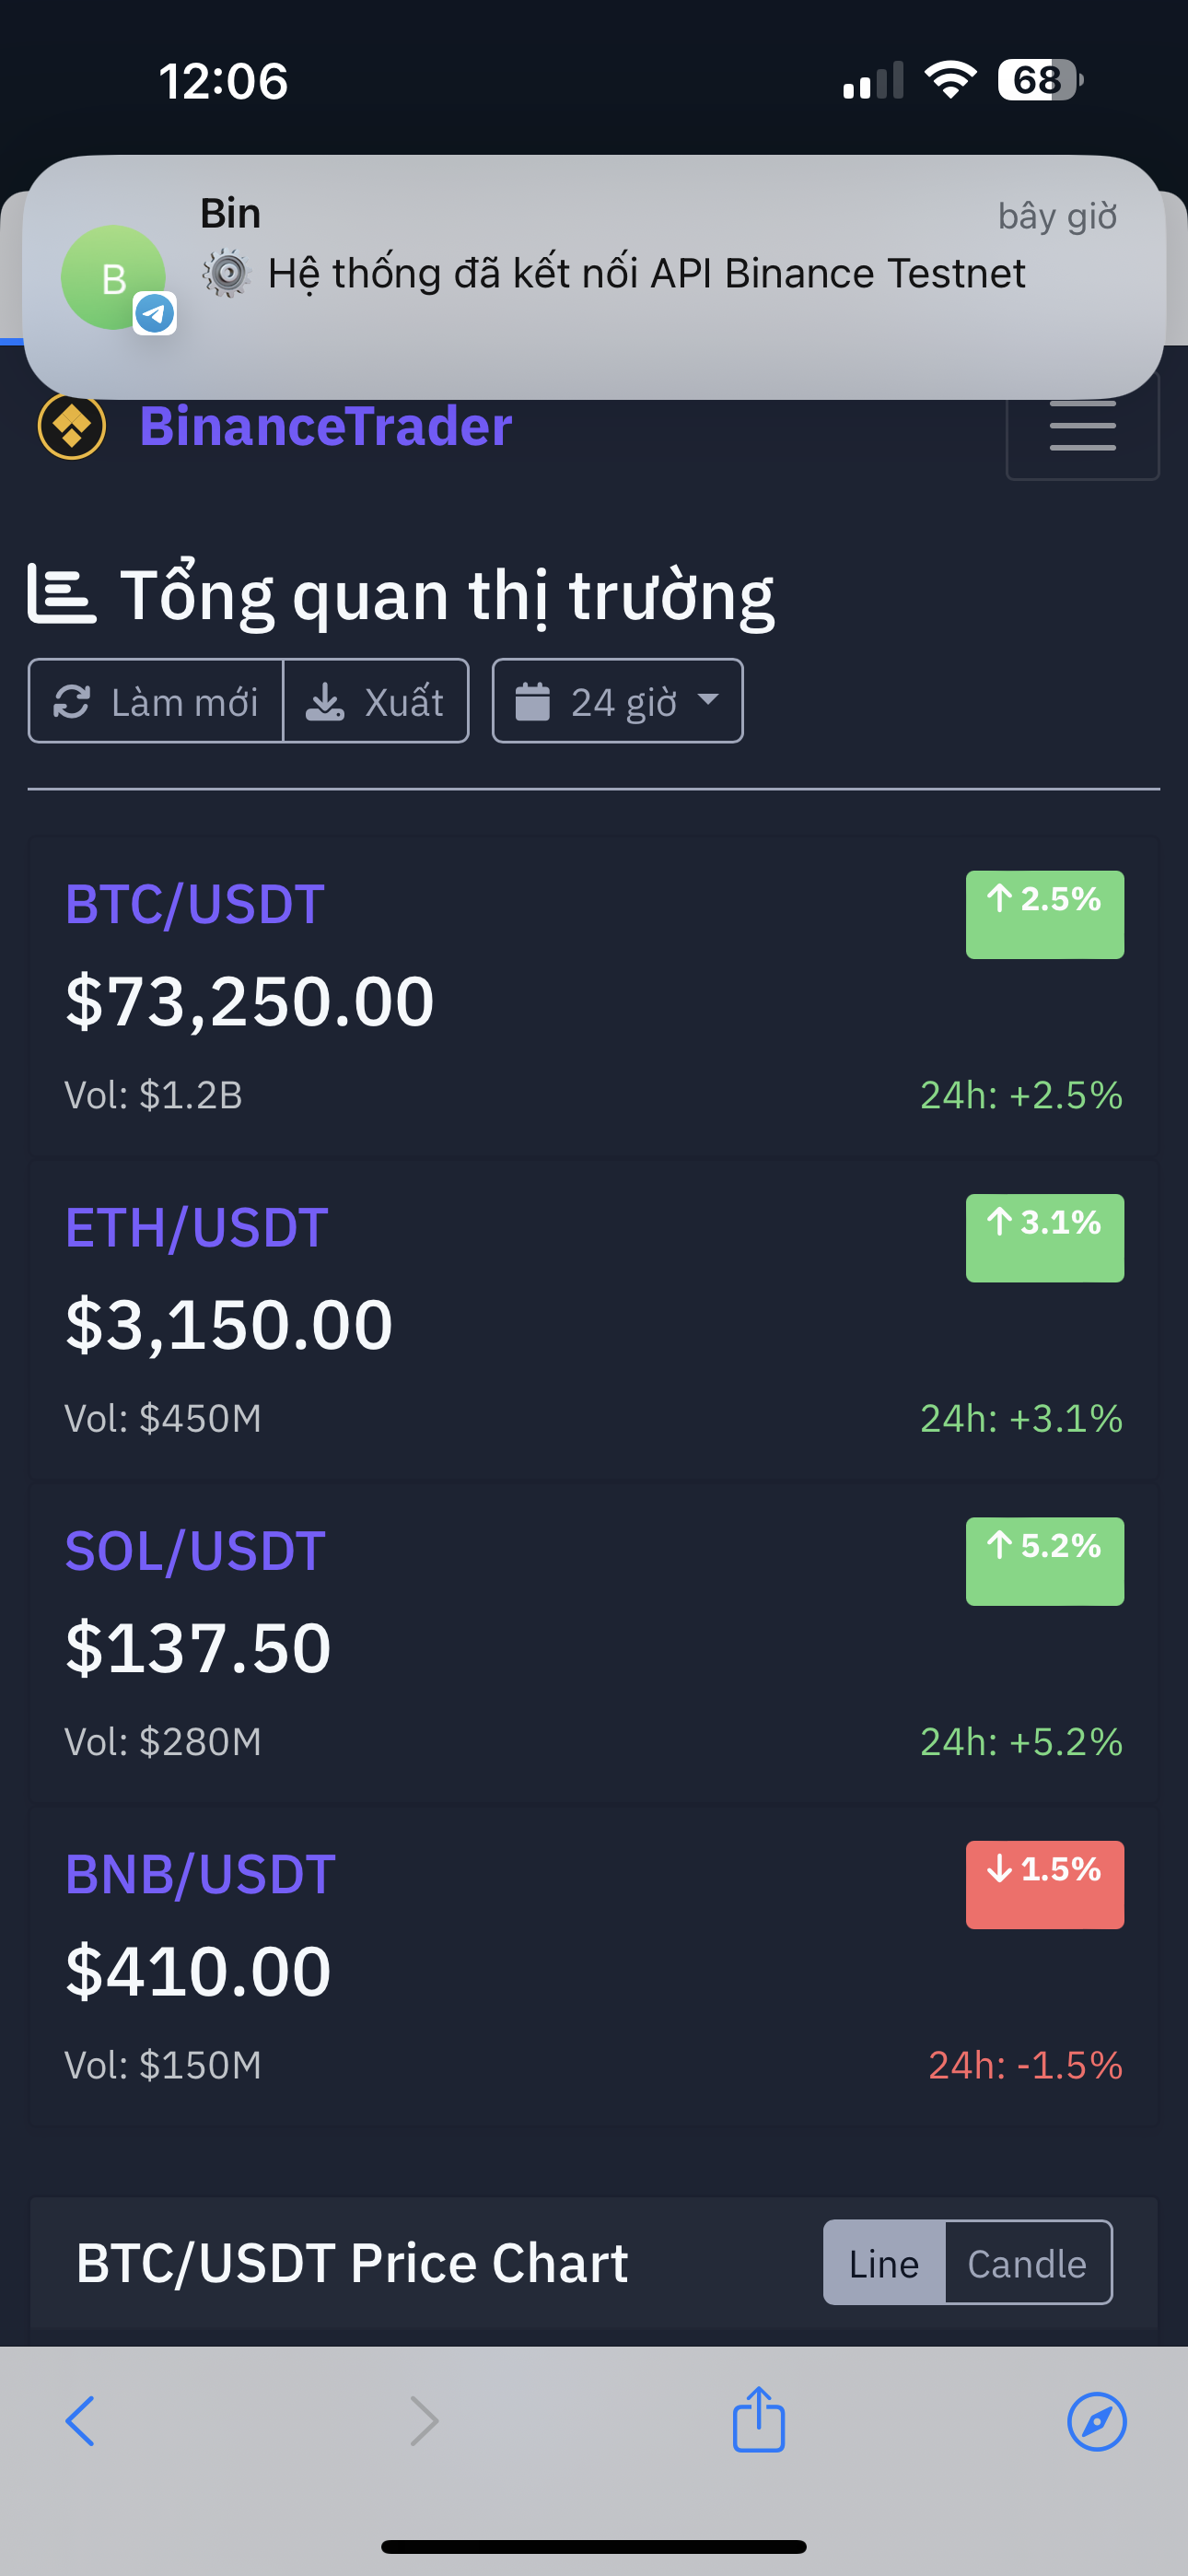 12:06
68
Bin
bây giờ
B
⚙️ Hệ thống đã kết nối API Binance Testnet
BinanceTrader
Tổng quan thị trường
Làm mới
Xuất
24 giờ
BTC/USDT
↑ 2.5%
$73,250.00
Vol: $1.2B
24h: +2.5%
ETH/USDT
↑ 3.1%
$3,150.00
Vol: $450M
24h: +3.1%
SOL/USDT
↑ 5.2%
$137.50
Vol: $280M
24h: +5.2%
BNB/USDT
↓ 1.5%
$410.00
Vol: $150M
24h: -1.5%
BTC/USDT Price Chart
Line
Candle